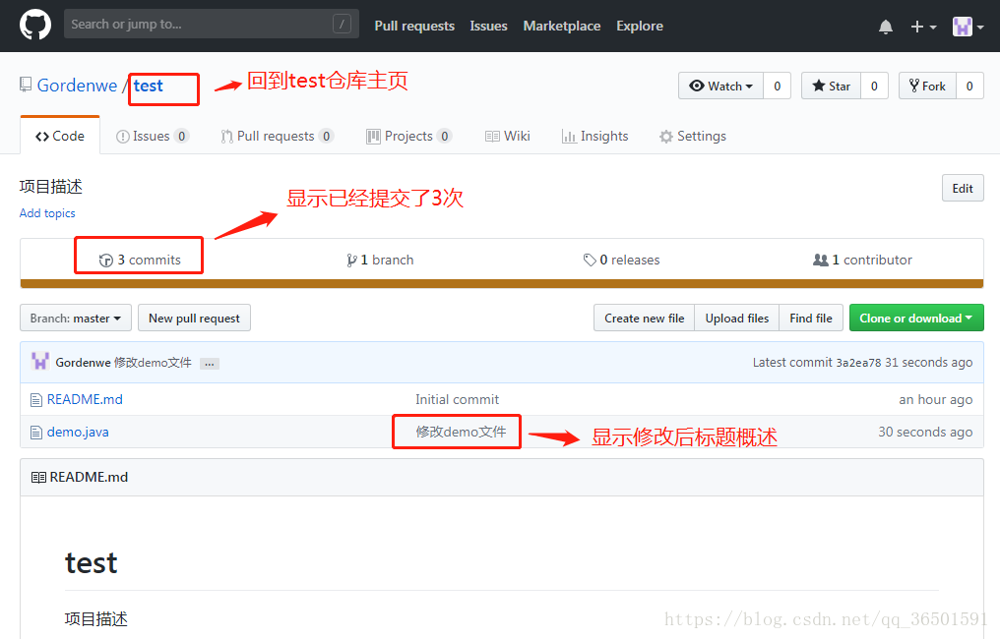 Search or jump to... / Pull requests Issues Marketplace Explore
Gordenwe / test 回到test仓库主页 Watch 0 Star 0 Fork 0
Code Issues 0 Pull requests 0 Projects 0 Wiki Insights Settings
项目描述 Edit
显示已经提交了3次
Add topics
3 commits 1 branch 0 releases 1 contributor
Branch: master New pull request Create new file Upload files Find file Clone or download
Gordenwe 修改demo文件 ... Latest commit 3a2ea78 31 seconds ago
README.md Initial commit an hour ago
demo.java 修改demo文件 显示修改后标题概述 30 seconds ago
README.md
test
项目描述
https://blog.csdn.net/qq_36501591